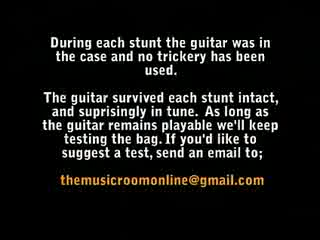 During each stunt the guitar was in
the case and no trickery has been
used.
The guitar survived each stunt intact,
and suprisingly in tune. As long as
the guitar remains playable we'll keep
testing the bag. If you'd like to
suggest a test, send an email to;
themusicroomonline@gmail.com